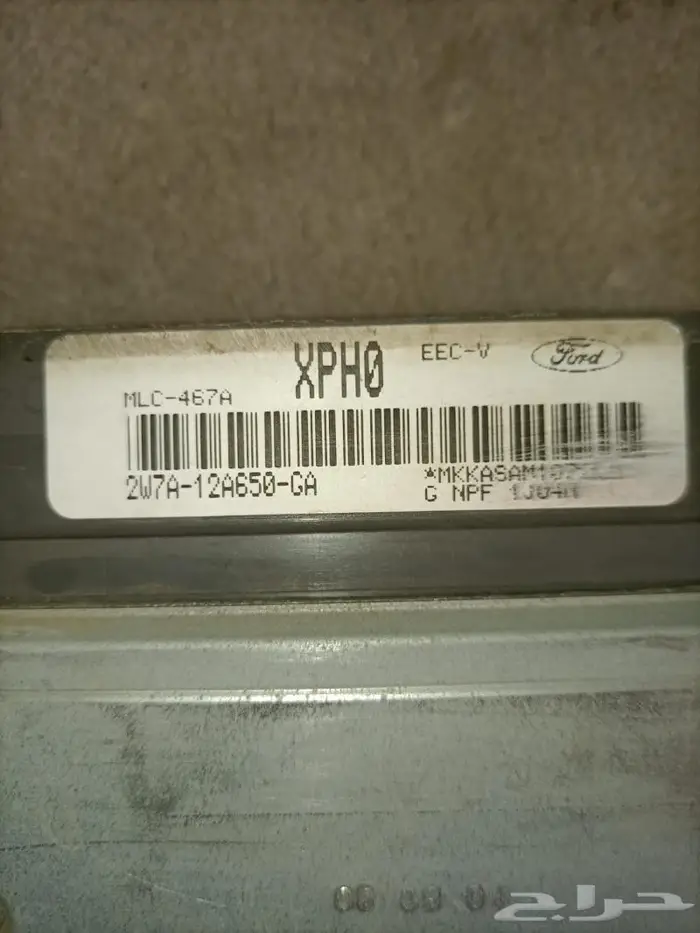 XPH0 EEC-V Ford
MLC-467A
2W7A-12A650-GA
G NPF
حراج